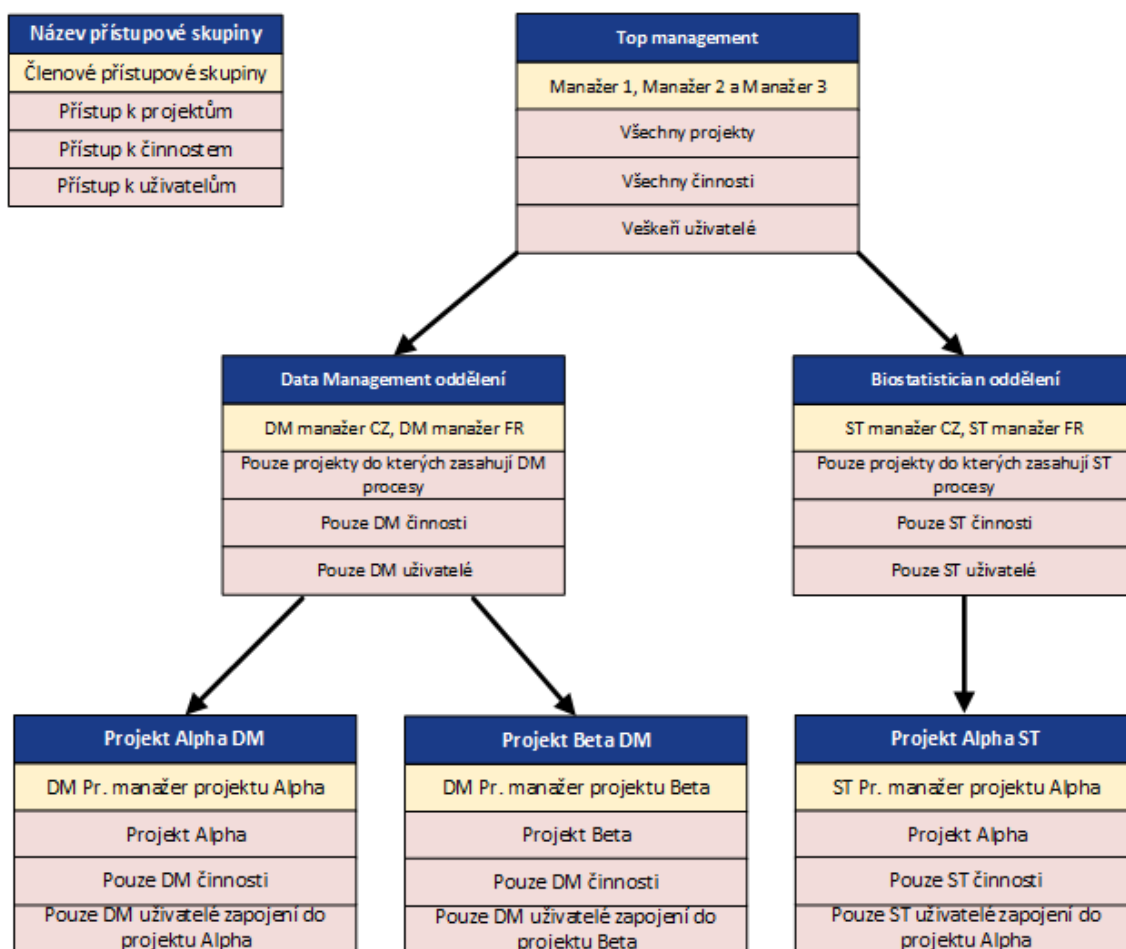 Název přístupové skupiny
Členové přístupové skupiny
Přístup k projektům
Přístup k činnostem
Přístup k uživatelům
Top management
Manažer 1, Manažer 2 a Manažer 3
Všechny projekty
Všechny činnosti
Veškeří uživatelé
Data Management oddělení
DM manažer CZ, DM manažer FR
Pouze projekty do kterých zasahují DM
procesy
Pouze DM činnosti
Pouze DM uživatelé
Biostatistician oddělení
ST manažer CZ, ST manažer FR
Pouze projekty do kterých zasahují ST
procesy
Pouze ST činnosti
Pouze ST uživatelé
Projekt Alpha DM
DM Pr. manažer projektu Alpha
Projekt Alpha
Pouze DM činnosti
Pouze DM uživatelé zapojení do
projektu Alpha
Projekt Beta DM
DM Pr. manažer projektu Beta
Projekt Beta
Pouze DM činnosti
Pouze DM uživatelé zapojení do
projektu Beta
Projekt Alpha ST
ST Pr. manažer projektu Alpha
Projekt Alpha
Pouze ST činnosti
Pouze ST uživatelé zapojení do
projektu Alpha